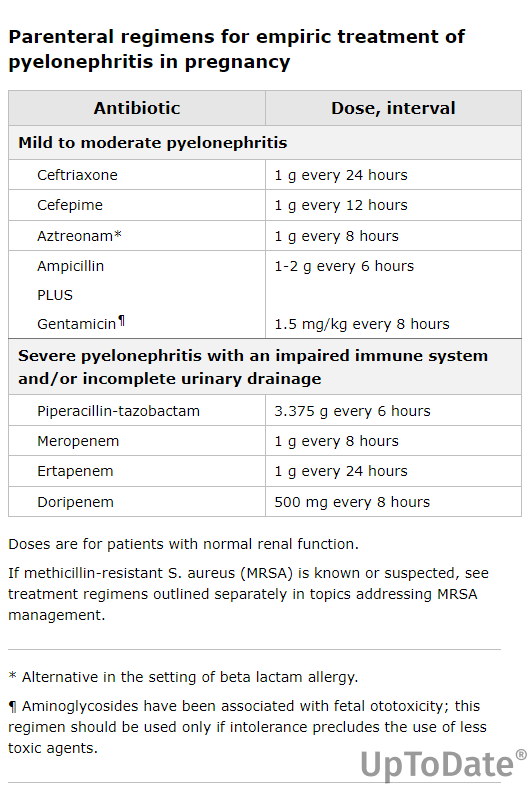 Parenteral regimens for empiric treatment of
pyelonephritis in pregnancy
Antibiotic Dose, interval
Mild to moderate pyelonephritis
Ceftriaxone 1 g every 24 hours
Cefepime 1 g every 12 hours
Aztreonam* 1 g every 8 hours
Ampicillin 1-2 g every 6 hours
PLUS
Gentamicin¶ 1.5 mg/kg every 8 hours
Severe pyelonephritis with an impaired immune system
and/or incomplete urinary drainage
Piperacillin-tazobactam 3.375 g every 6 hours
Meropenem 1 g every 8 hours
Ertapenem 1 g every 24 hours
Doripenem 500 mg every 8 hours
Doses are for patients with normal renal function.
If methicillin-resistant S. aureus (MRSA) is known or suspected, see
treatment regimens outlined separately in topics addressing MRSA
management.
* Alternative in the setting of beta lactam allergy.
¶ Aminoglycosides have been associated with fetal ototoxicity; this
regimen should be used only if intolerance precludes the use of less
toxic agents.
UpToDate®